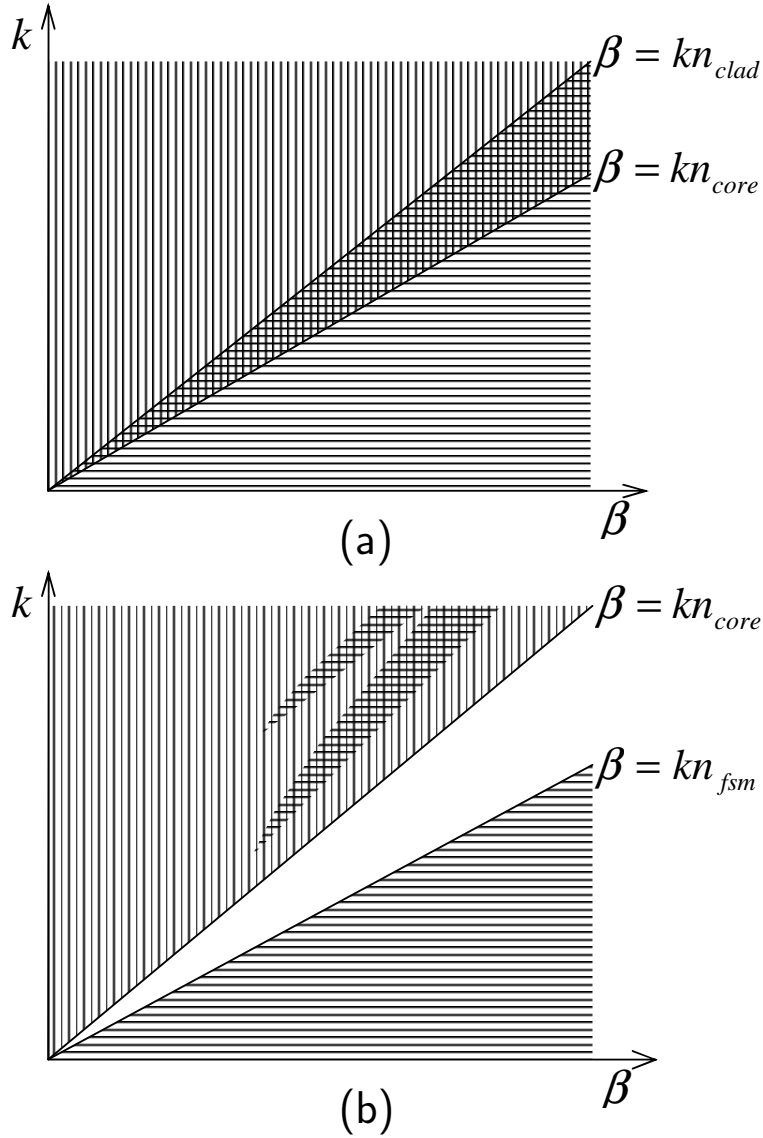 k
β = kn_clad
β = kn_core
β
(a)
k
β = kn_core
β = kn_fsm
β
(b)